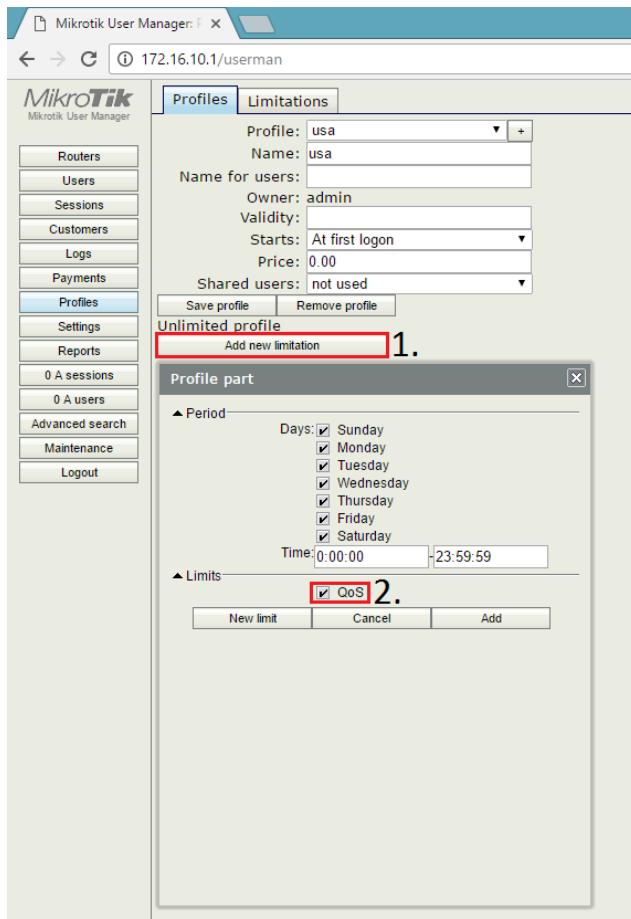 Mikrotik User Manager: P
172.16.10.1/userman
MikroTik
Mikrotik User Manager
Routers
Users
Sessions
Customers
Logs
Payments
Profiles
Settings
Reports
0 A sessions
0 A users
Advanced search
Maintenance
Logout
Profiles Limitations
Profile: usa +
Name: usa
Name for users:
Owner: admin
Validity:
Starts: At first logon
Price: 0.00
Shared users: not used
Save profile Remove profile
Unlimited profile
Add new limitation 1.
Profile part
Period
Days: Sunday
Monday
Tuesday
Wednesday
Thursday
Friday
Saturday
Time: 0:00:00 - 23:59:59
Limits
QoS 2.
New limit Cancel Add